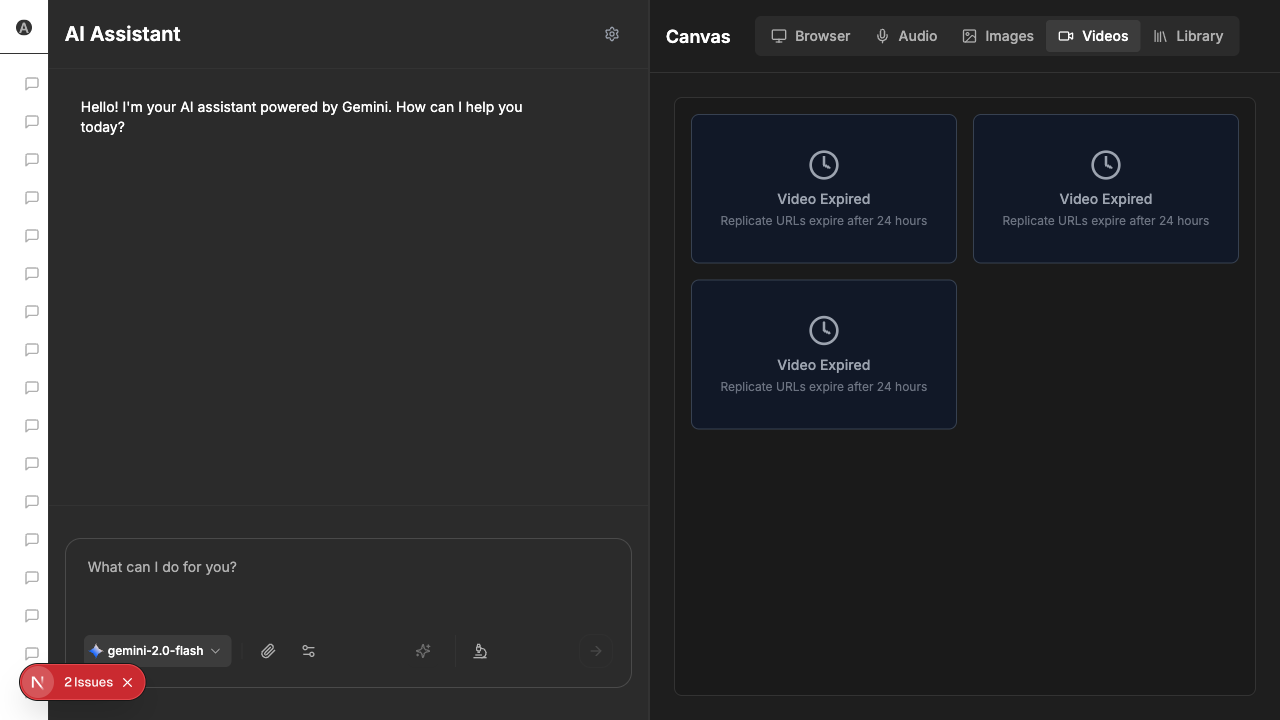 A
AI Assistant
Hello! I'm your AI assistant powered by Gemini. How can I help you
today?
What can I do for you?
gemini-2.0-flash
N
2 Issues
Canvas
Browser
Audio
Images
Videos
Library
Video Expired
Replicate URLs expire after 24 hours
Video Expired
Replicate URLs expire after 24 hours
Video Expired
Replicate URLs expire after 24 hours